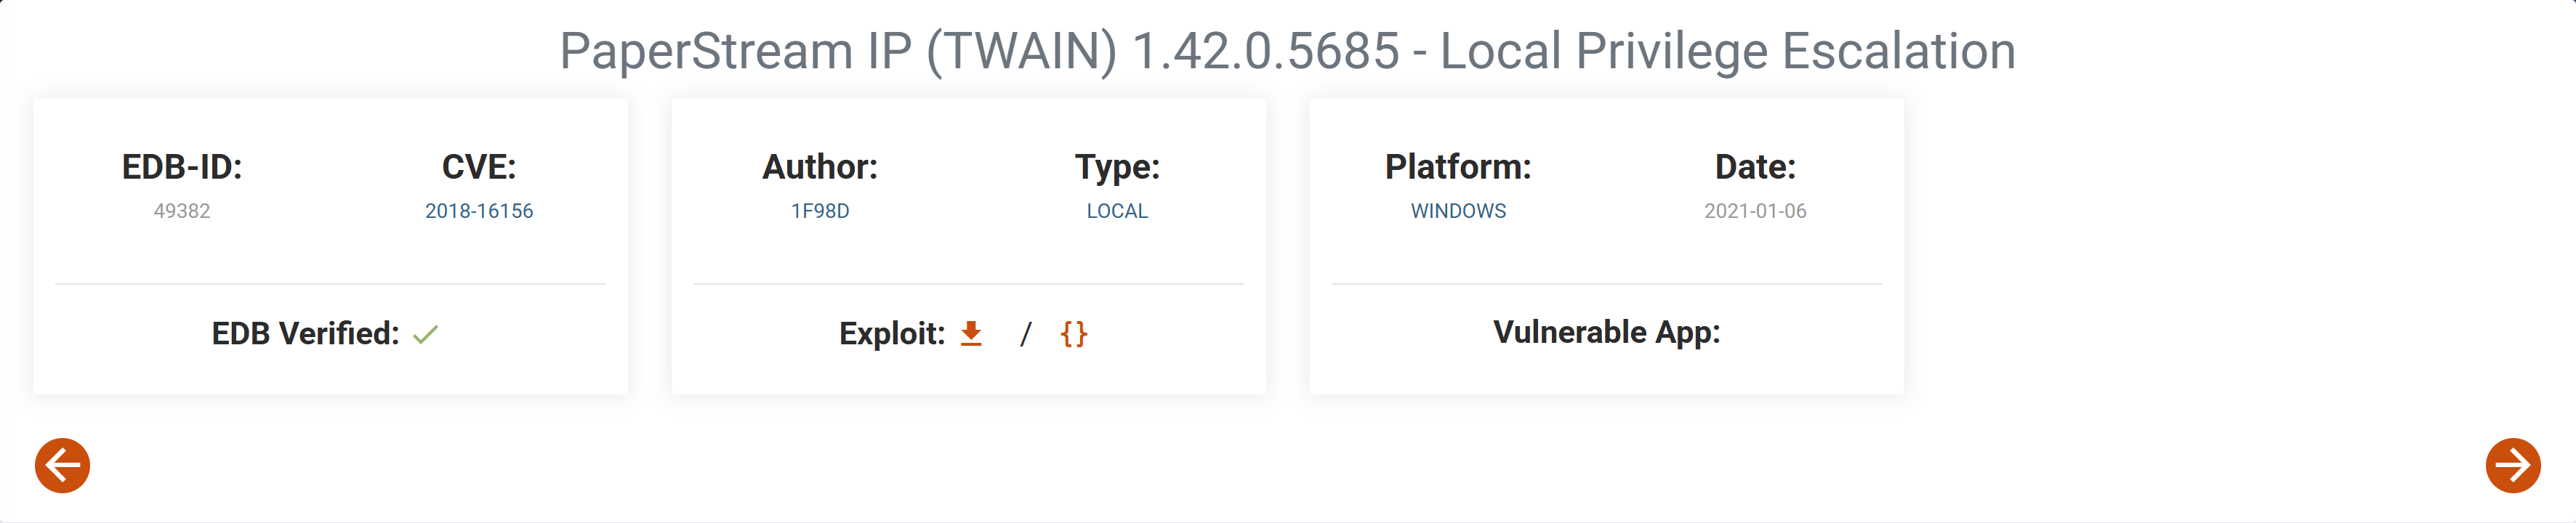 PaperStream IP (TWAIN) 1.42.0.5685 - Local Privilege Escalation
EDB-ID:
49382
CVE:
2018-16156
EDB Verified:
Author:
1F98D
Type:
LOCAL
Exploit: / {}
Platform:
WINDOWS
Date:
2021-01-06
Vulnerable App: